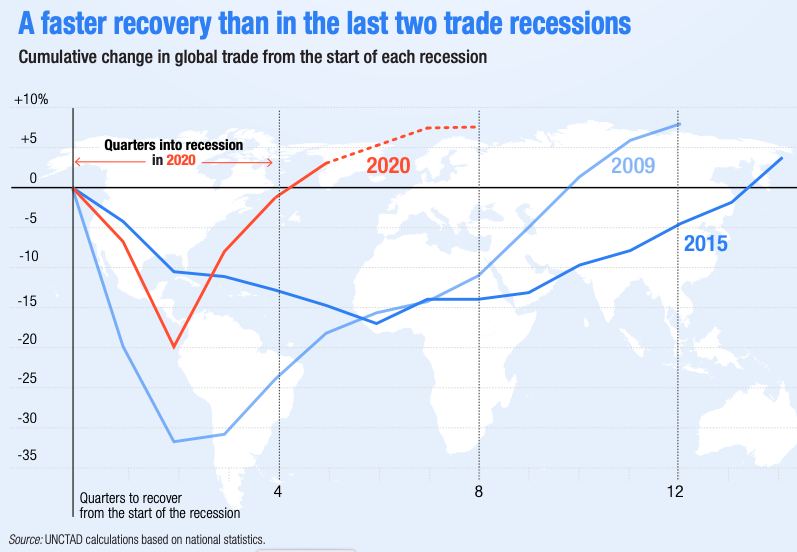 A faster recovery than in the last two trade recessions
Cumulative change in global trade from the start of each recession
+10%
+5
0
-5
-10
-15
-20
-25
-30
-35
Quarters into recession
in 2020
2020
2009
2015
4
8
12
Quarters to recover
from the start of the recession
Source: UNCTAD calculations based on national statistics.